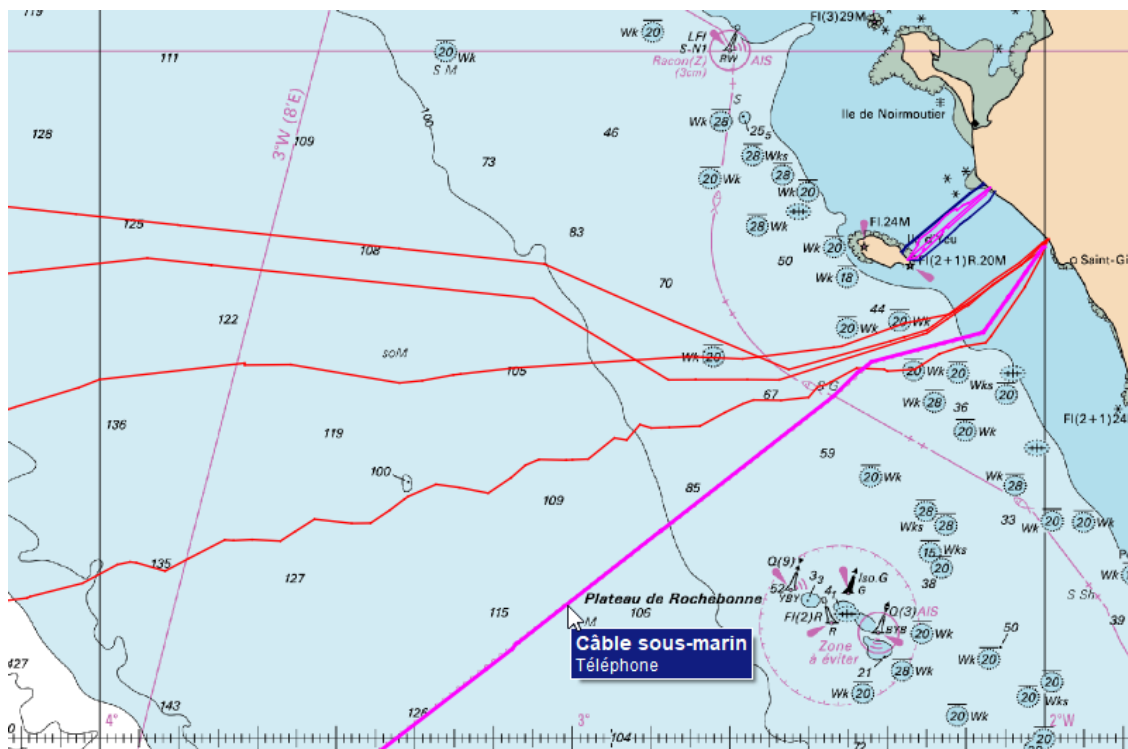 119
Wk 20
Fl(3)29M
LFl
S-N1
Racon(Z)
(3cm)
RW
AIS
111
20 Wk
S M
Ile de Noirmoutier
3°W (8'E)
100
128
109
46
S
Wk 28
25₅
73
28 Wks
28
20 Wk
Wk 20
125
83
28
Wk
Fl.24M
108
Wk 20
50
Fl(2+1)R.20M
Saint-Gi
70
Wk 18
122
44
20 Wk
Wk 20
soM
Wk 20
105
20 Wk
20
S G
67
Wks 20
28
Wk
36
136
119
20 Wk
Fl(2+1)24
59
100
20
Wk
Wk 28
85
109
28
Wks 28
33
20
20 Wk
15 Wks
20
135
Q(9)
127
3₃
Iso.G
G
38
52
YBY
4₁
Plateau de Rochebonne
106
115
Fl(2)R
R
Q(3)
AIS
BYB
S Sh
M
39
Câble sous-marin
Téléphone
Zone
à éviter
20 Wk
50
Wk 20
21
28 Wk
427
Wk 20
20
Wks
143
126
20 Wk
4°
3°
2°W
104
72
20